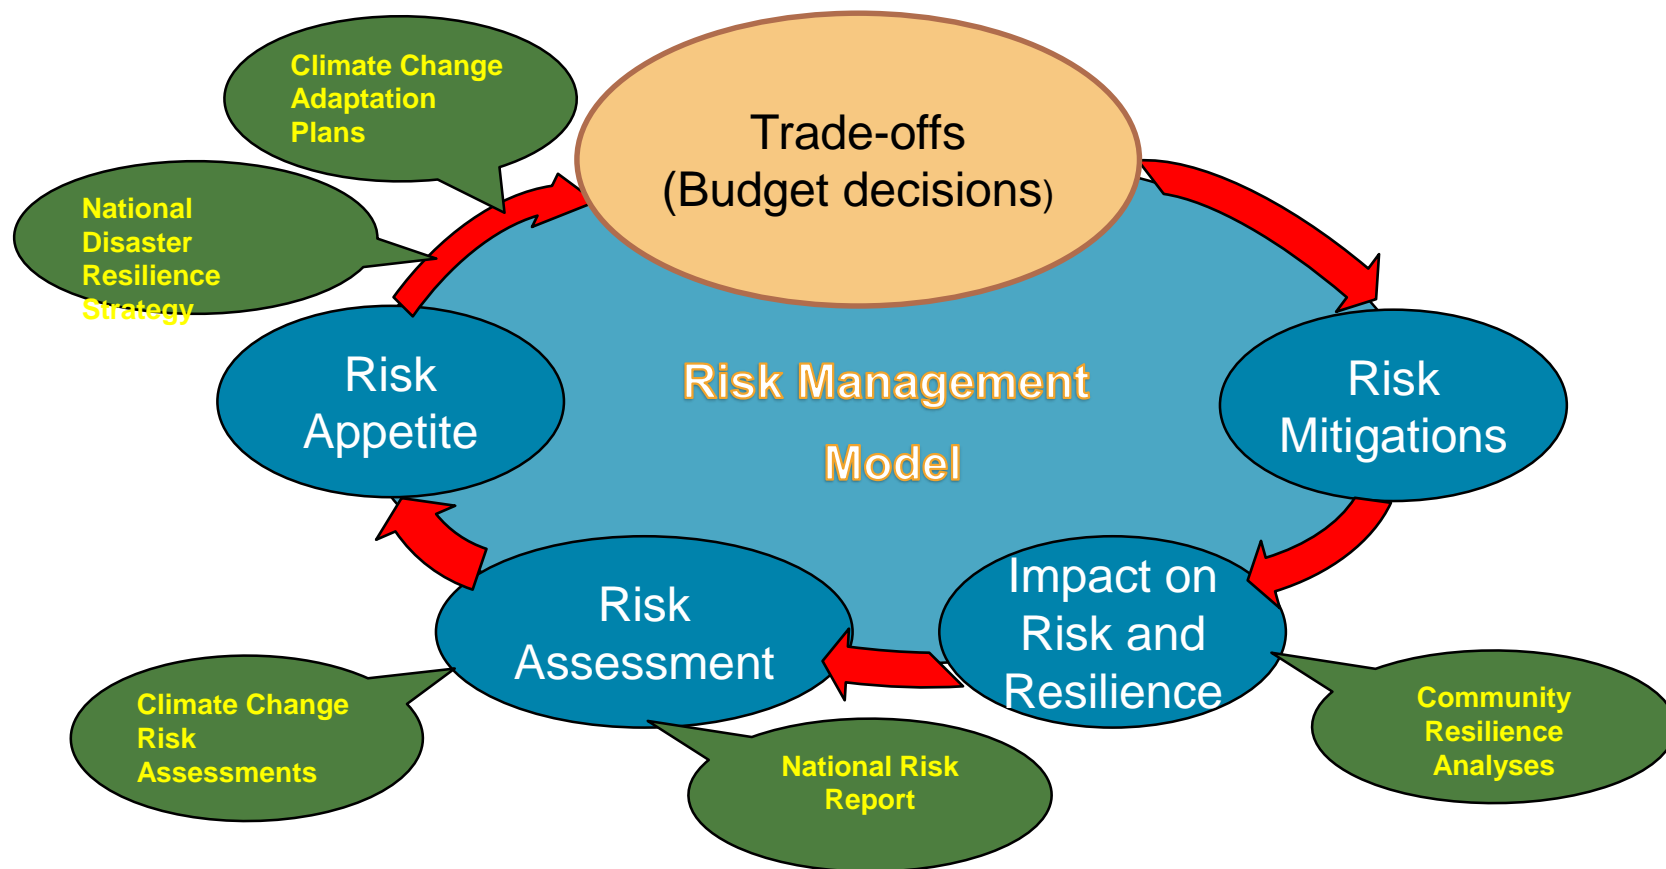 Climate Change
Adaptation
Plans
Trade-offs
(Budget decisions)
National
Disaster
Resilience
Strategy
Risk
Appetite
Risk Management
Model
Risk
Mitigations
Risk
Assessment
Impact on
Risk and
Resilience
Climate Change
Risk
Assessments
National Risk
Report
Community
Resilience
Analyses